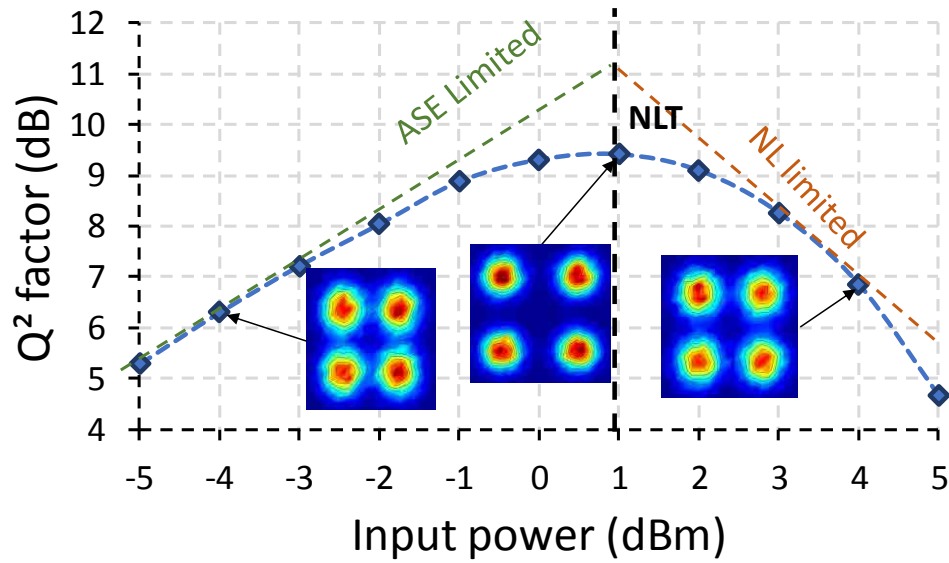 12
11
10
9
8
7
6
5
4
Q² factor (dB)
ASE Limited
NLT
NL limited
-5 -4 -3 -2 -1 0 1 2 3 4 5
Input power (dBm)